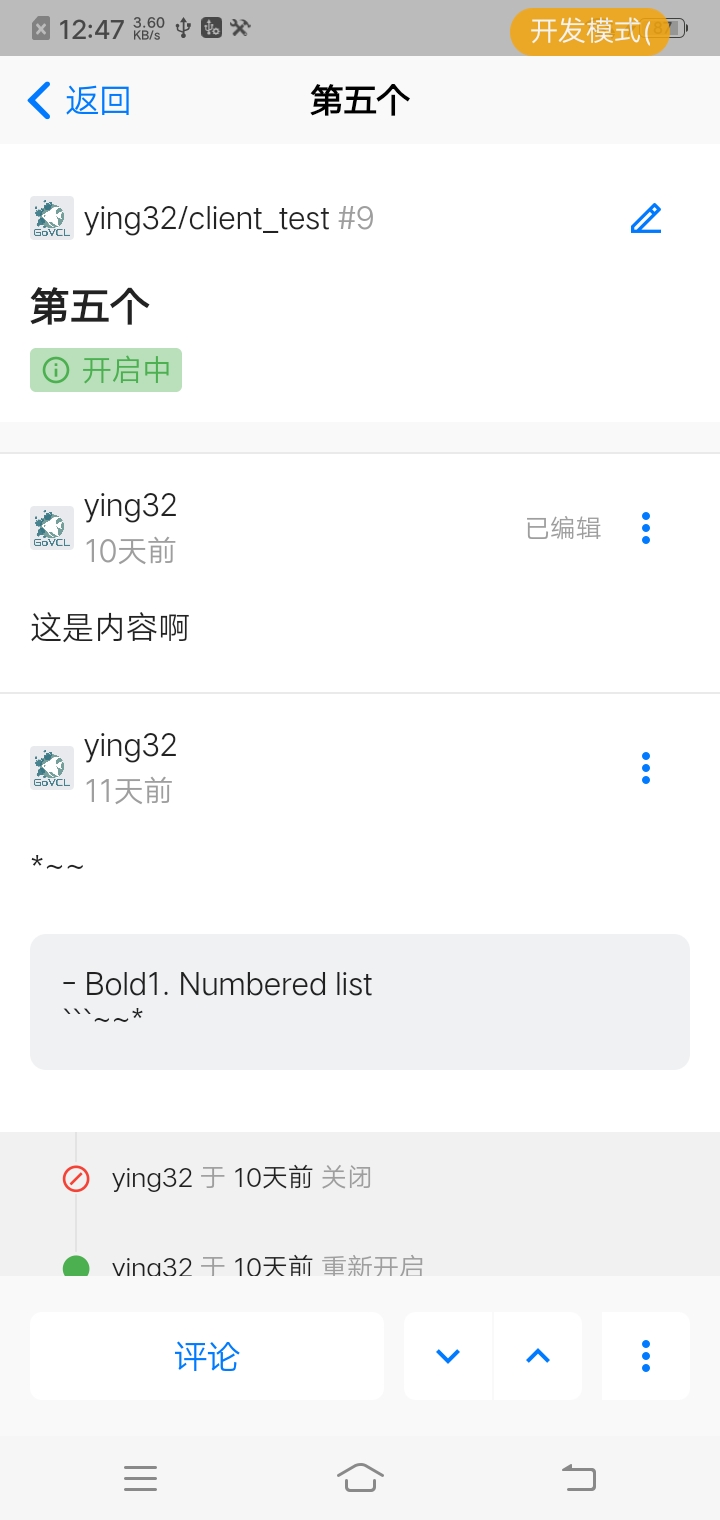 12:47 3.60 KB/s 开发模式( 87
返回 第五个
GoVCL ying32/client_test #9
第五个
开启中
ying32
GoVCL 已编辑
10天前
这是内容啊
ying32
GoVCL
11天前
*~~
- Bold1. Numbered list
```~~*
ying32 于 10天前 关闭
ying32 于 10天前 重新开启
评论